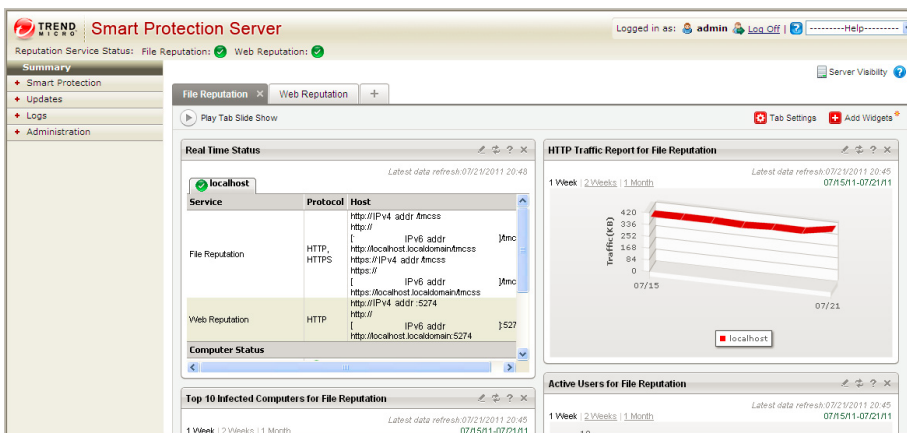 TREND MICRO Smart Protection Server
Logged in as: admin Log Off | ? ---------Help---------
Reputation Service Status: File Reputation: Web Reputation:
Summary
Server Visibility ?
+ Smart Protection
+ Updates
+ Logs
+ Administration
File Reputation × Web Reputation +
Play Tab Slide Show
Tab Settings Add Widgets
Real Time Status
Latest data refresh:07/21/2011 20:48
localhost
Service Protocol Host
File Reputation
HTTP,
HTTPS
http://IPv4 addr /tmcss
http://
[ IPv6 addr ]/tmc
http://localhost.localdomain/tmcss
https://IPv4 addr /tmcss
https://
[ IPv6 addr ]/tmc
https://localhost.localdomain/tmcss
Web Reputation
HTTP
http://IPv4 addr :5274
http://
[ IPv6 addr ]:527
http://localhost.localdomain:5274
Computer Status
HTTP Traffic Report for File Reputation
Latest data refresh:07/21/2011 20:45
1 Week | 2 Weeks | 1 Month 07/15/11-07/21/11
Traffic(KB)
420
336
252
168
84
0
07/15
07/21
localhost
Top 10 Infected Computers for File Reputation
Latest data refresh:07/21/2011 20:45
1 Week | 2 Weeks | 1 Month 07/15/11-07/21/11
Active Users for File Reputation
Latest data refresh:07/21/2011 20:45
1 Week | 2 Weeks | 1 Month 07/15/11-07/21/11
10